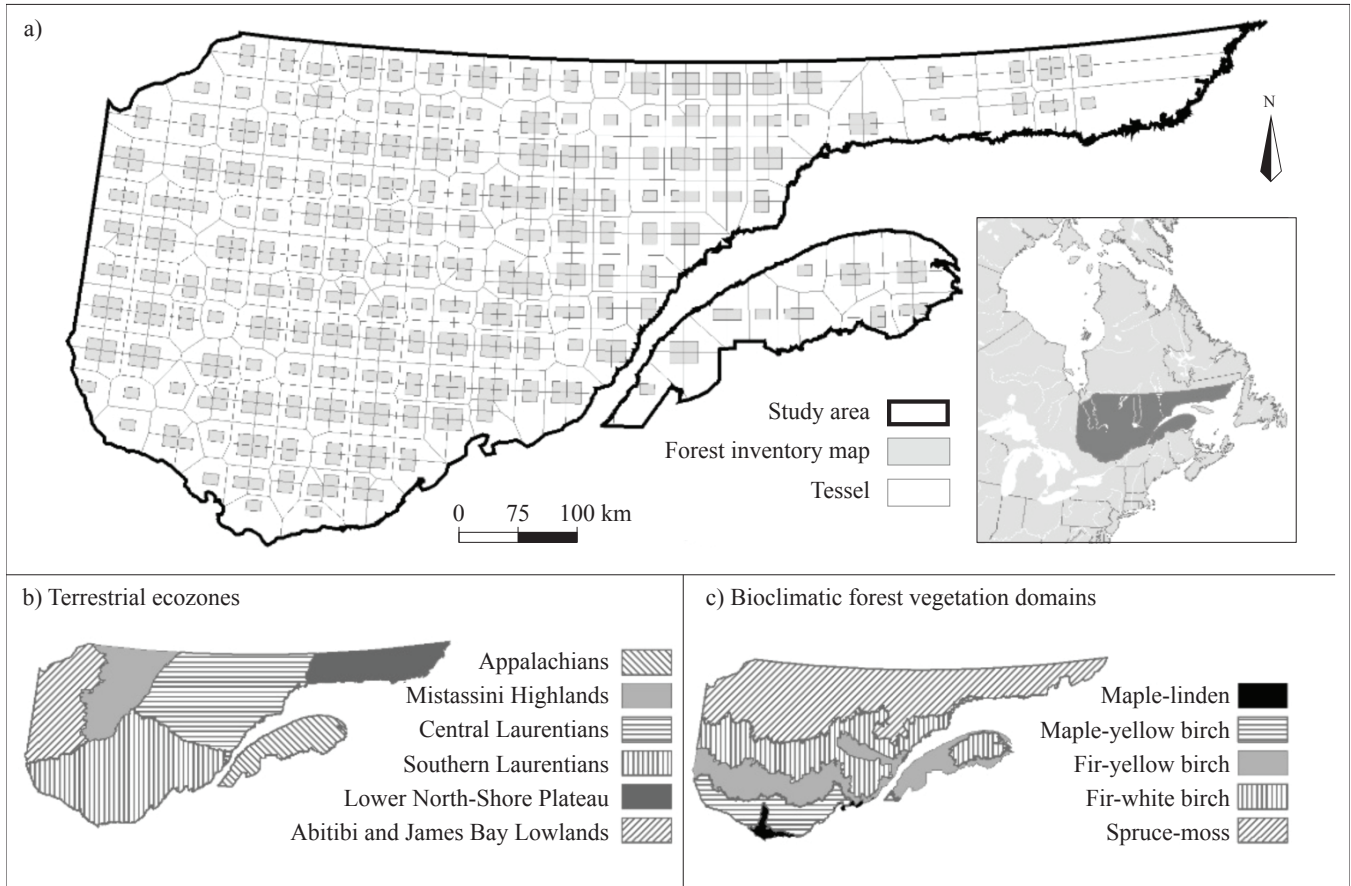 a)
N
Study area
Forest inventory map
Tessel
0 75 100 km
b) Terrestrial ecozones
Appalachians
Mistassini Highlands
Central Laurentians
Southern Laurentians
Lower North-Shore Plateau
Abitibi and James Bay Lowlands
c) Bioclimatic forest vegetation domains
Maple-linden
Maple-yellow birch
Fir-yellow birch
Fir-white birch
Spruce-moss